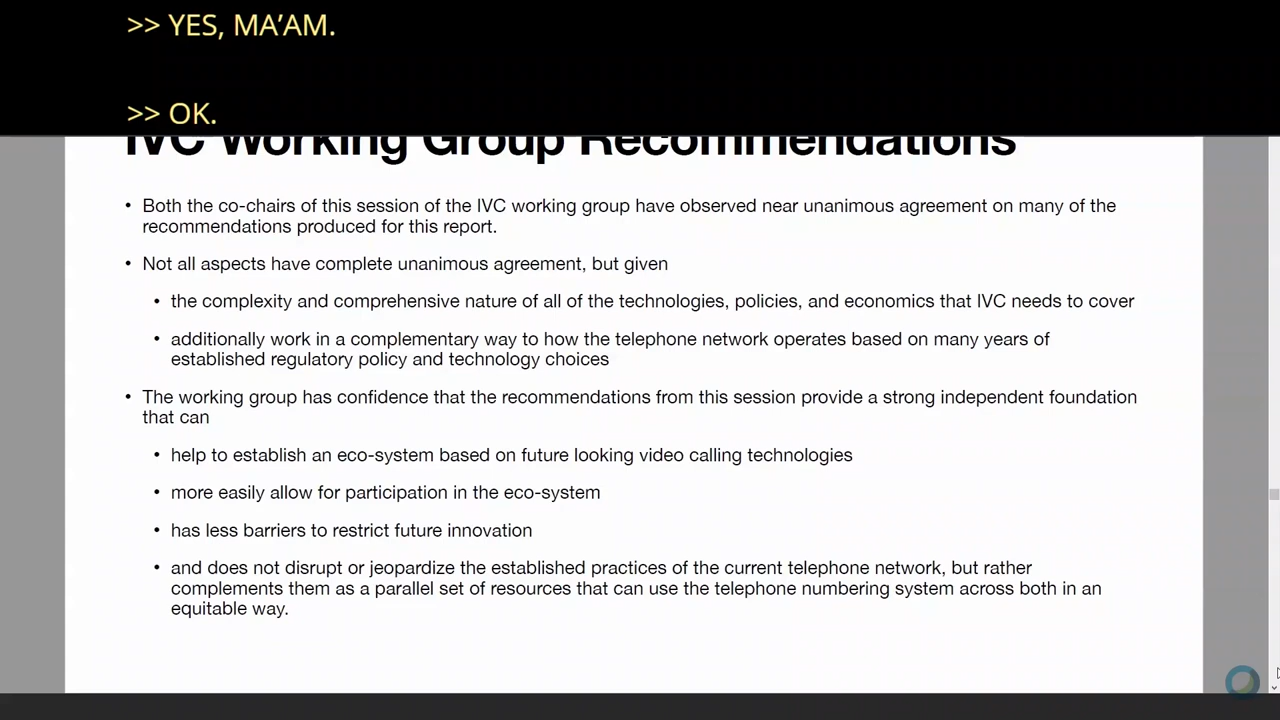 >> YES, MA’AM.
>> OK.
IVC Working Group Recommendations
• Both the co-chairs of this session of the IVC working group have observed near unanimous agreement on many of the
recommendations produced for this report.
• Not all aspects have complete unanimous agreement, but given
• the complexity and comprehensive nature of all of the technologies, policies, and economics that IVC needs to cover
• additionally work in a complementary way to how the telephone network operates based on many years of
established regulatory policy and technology choices
• The working group has confidence that the recommendations from this session provide a strong independent foundation
that can
• help to establish an eco-system based on future looking video calling technologies
• more easily allow for participation in the eco-system
• has less barriers to restrict future innovation
• and does not disrupt or jeopardize the established practices of the current telephone network, but rather
complements them as a parallel set of resources that can use the telephone numbering system across both in an
equitable way.